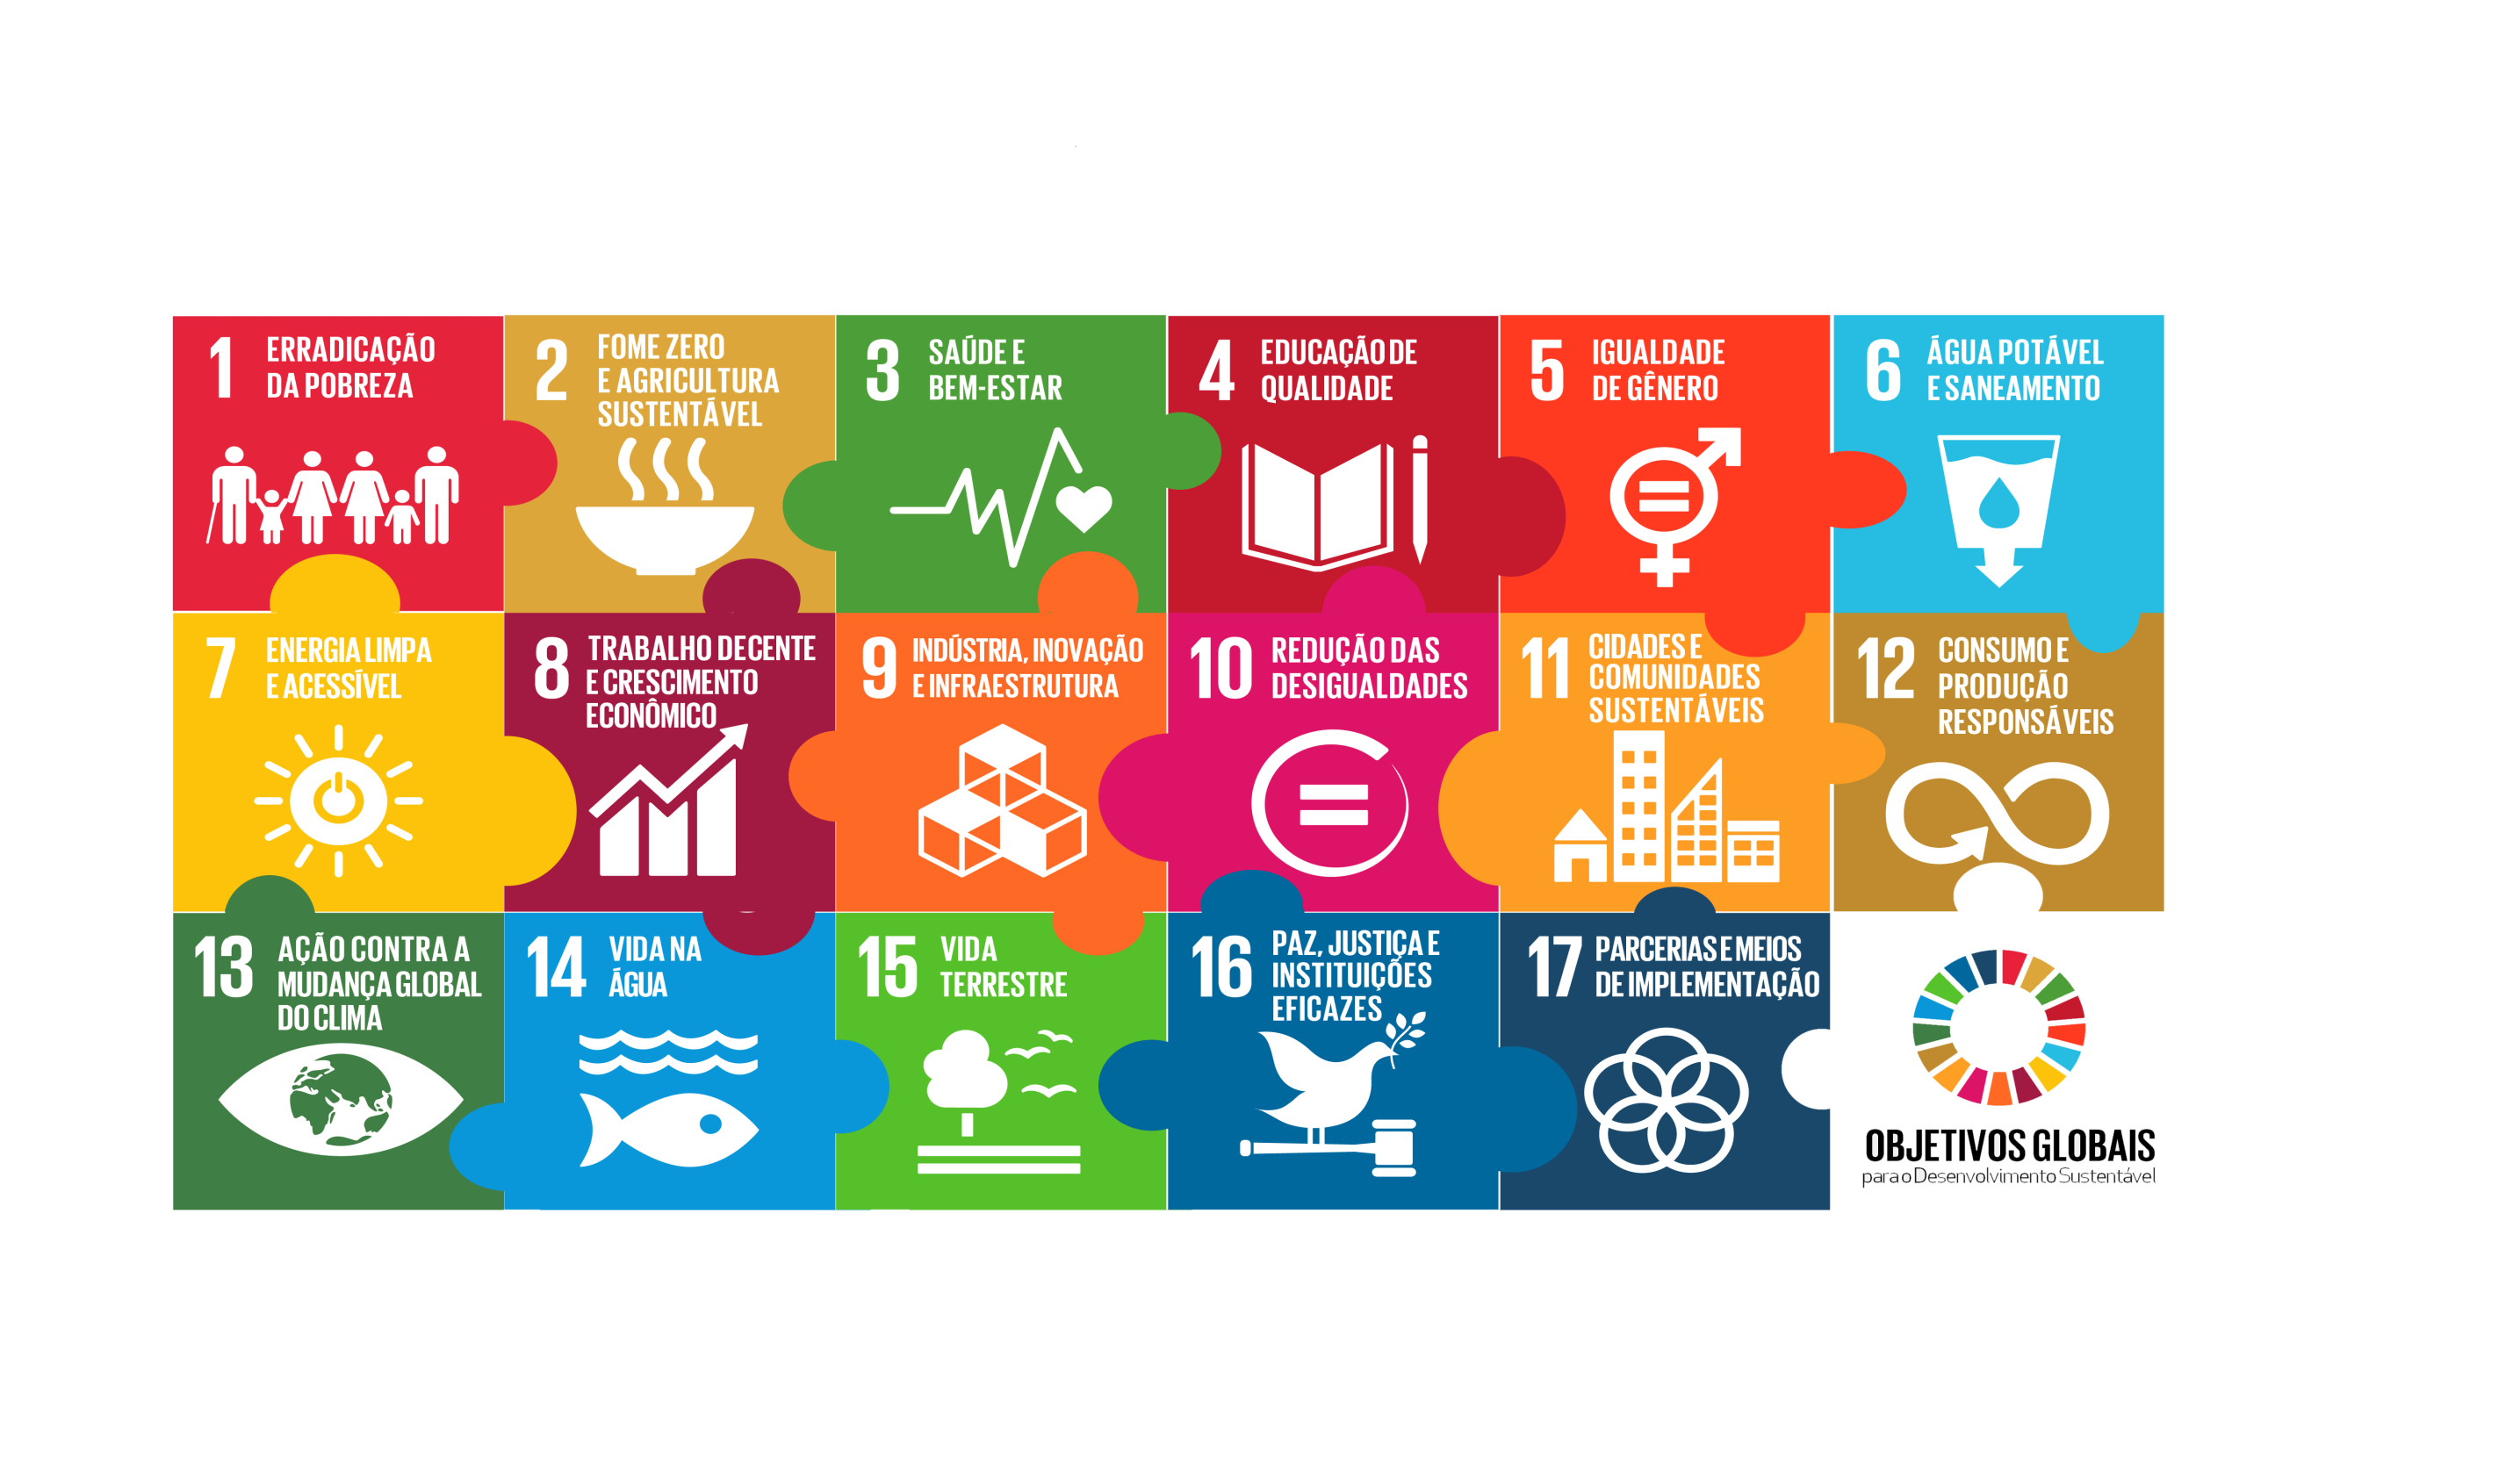 1 ERRADICAÇÃO
DA POBREZA
2 FOME ZERO
E AGRICULTURA
SUSTENTÁVEL
3 SAÚDE E
BEM-ESTAR
4 EDUCAÇÃO DE
QUALIDADE
5 IGUALDADE
DE GÊNERO
6 ÁGUA POTÁVEL
E SANEAMENTO
7 ENERGIA LIMPA
E ACESSÍVEL
8 TRABALHO DECENTE
E CRESCIMENTO
ECONÔMICO
9 INDÚSTRIA, INOVAÇÃO
E INFRAESTRUTURA
10 REDUÇÃO DAS
DESIGUALDADES
11 CIDADES E
COMUNIDADES
SUSTENTÁVEIS
12 CONSUMO E
PRODUÇÃO
RESPONSÁVEIS
13 AÇÃO CONTRA A
MUDANÇA GLOBAL
DO CLIMA
14 VIDA NA
ÁGUA
15 VIDA
TERRESTRE
16 PAZ, JUSTIÇA E
INSTITUIÇÕES
EFICAZES
17 PARCERIAS E MEIOS
DE IMPLEMENTAÇÃO
OBJETIVOS GLOBAIS
para o Desenvolvimento Sustentável